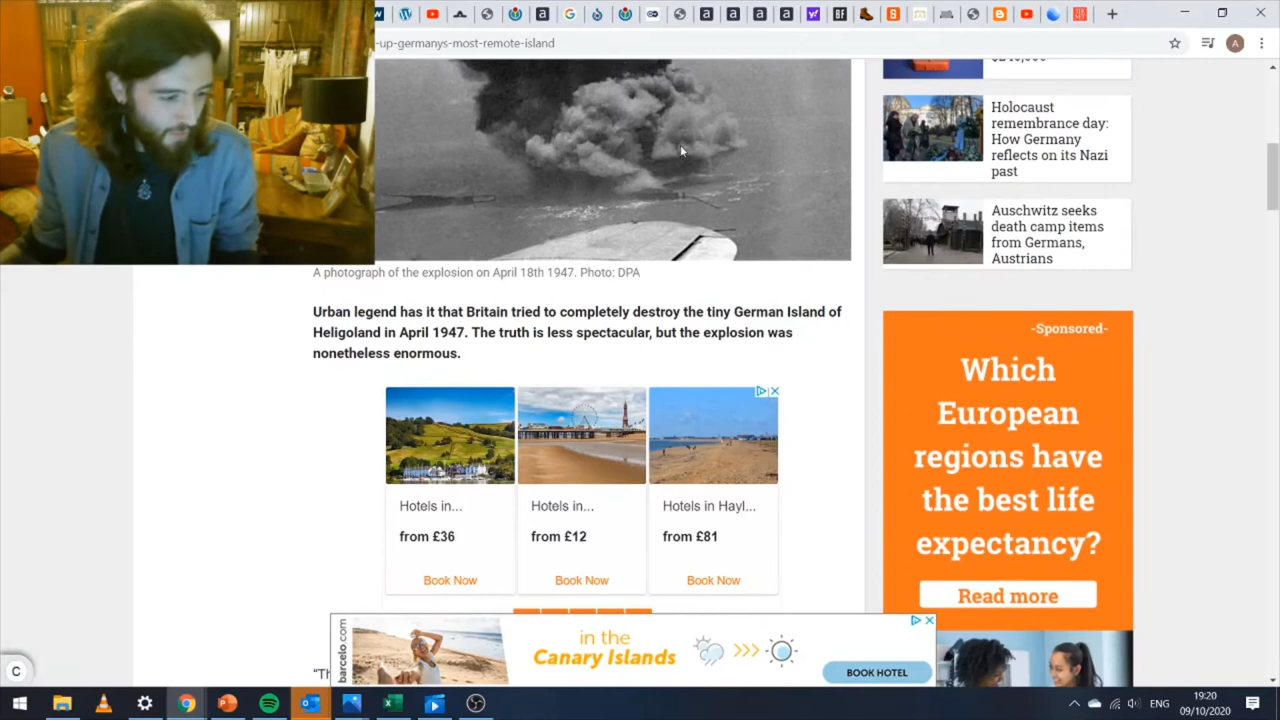 -up-germanys-most-remote-island
A
A photograph of the explosion on April 18th 1947. Photo: DPA
Urban legend has it that Britain tried to completely destroy the tiny German Island of
Heligoland in April 1947. The truth is less spectacular, but the explosion was
nonetheless enormous.
Hotels in...
from £36
Book Now
Hotels in...
from £12
Book Now
Hotels in Hayl...
from £81
Book Now
Holocaust
remembrance day:
How Germany
reflects on its Nazi
past
Auschwitz seeks
death camp items
from Germans,
Austrians
-Sponsored-
Which
European
regions have
the best life
expectancy?
Read more
barcelo.com
in the
Canary Islands
>>>
BOOK HOTEL
C
ENG
19:20
09/10/2020